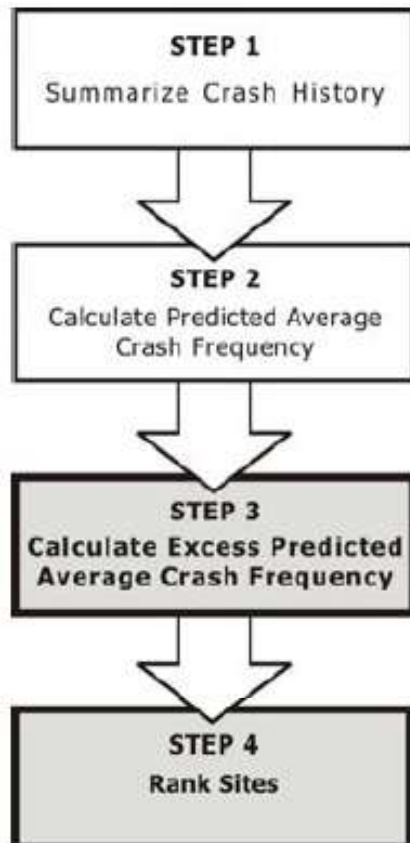 STEP 1
Summarize Crash History
STEP 2
Calculate Predicted Average
Crash Frequency
STEP 3
Calculate Excess Predicted
Average Crash Frequency
STEP 4
Rank Sites